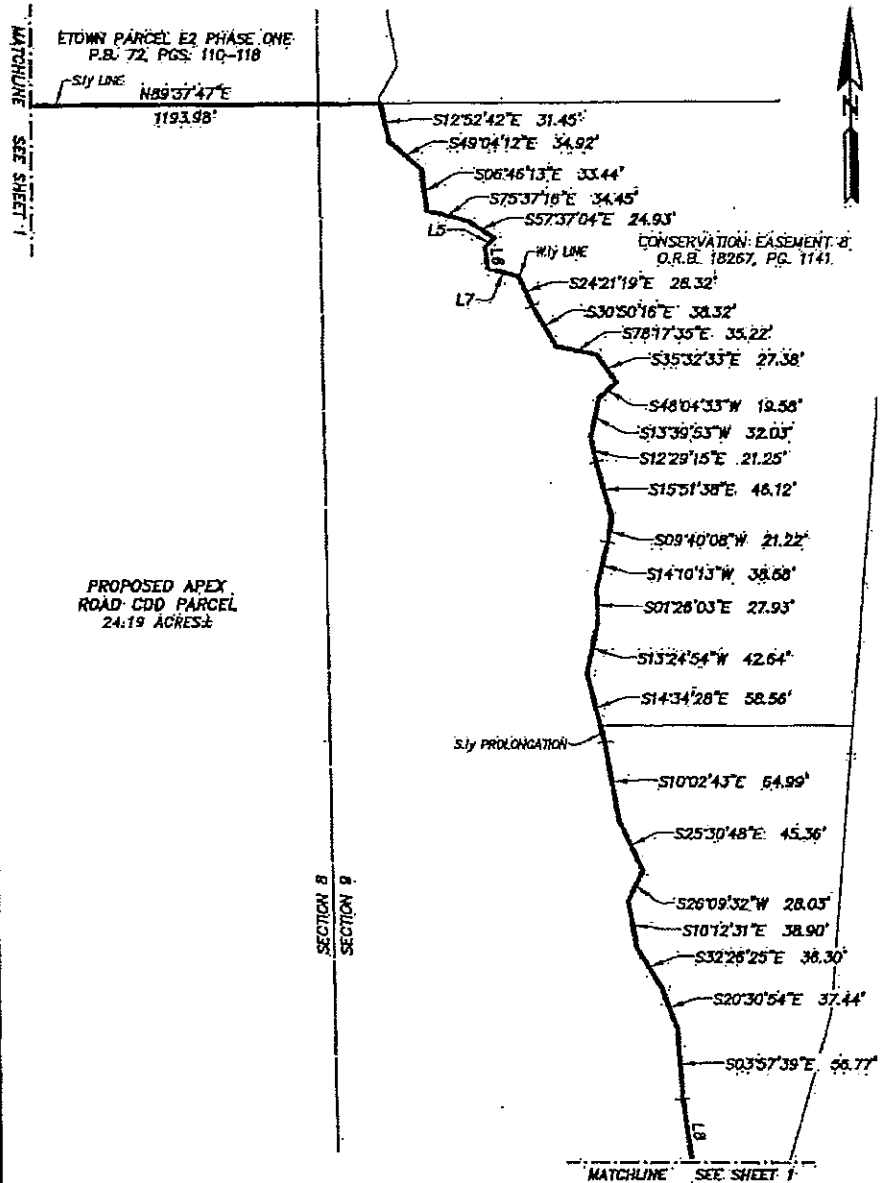 ETOWN PARCEL E2 PHASE ONE
P.B. 72, PGS. 110-118
MATCHLINE SEE SHEET 1
S.ly LINE
N89°37'47"E
1193.98'
N
S12°52'42"E 31.45'
S49°04'12"E 34.92'
S06°46'13"E 33.44'
S75°37'16"E 34.45'
S57°37'04"E 24.93'
L5
L6
L7
W.ly LINE
CONSERVATION EASEMENT 8
O.R.B. 18267, PG. 1141
S24°21'19"E 28.32'
S30°50'16"E 38.32'
S78°17'35"E 35.22'
S35°32'33"E 27.38'
S48°04'33"W 19.58'
S13°39'53"W 32.03'
S12°29'15"E 21.25'
S15°51'38"E 46.12'
S09°40'08"W 21.22'
S14°10'13"W 38.58'
PROPOSED APEX
ROAD CDD PARCEL
24.19 ACRES±
S01°26'03"E 27.93'
S13°24'54"W 42.64'
S14°34'28"E 58.56'
S.ly PROLONGATION
S10°02'43"E 64.99'
S25°30'48"E 45.36'
SECTION 8
SECTION 9
S26°09'32"W 28.03'
S10°12'31"E 38.90'
S32°26'25"E 36.30'
S20°30'54"E 37.44'
S03°57'39"E 56.77'
L8
MATCHLINE SEE SHEET 1